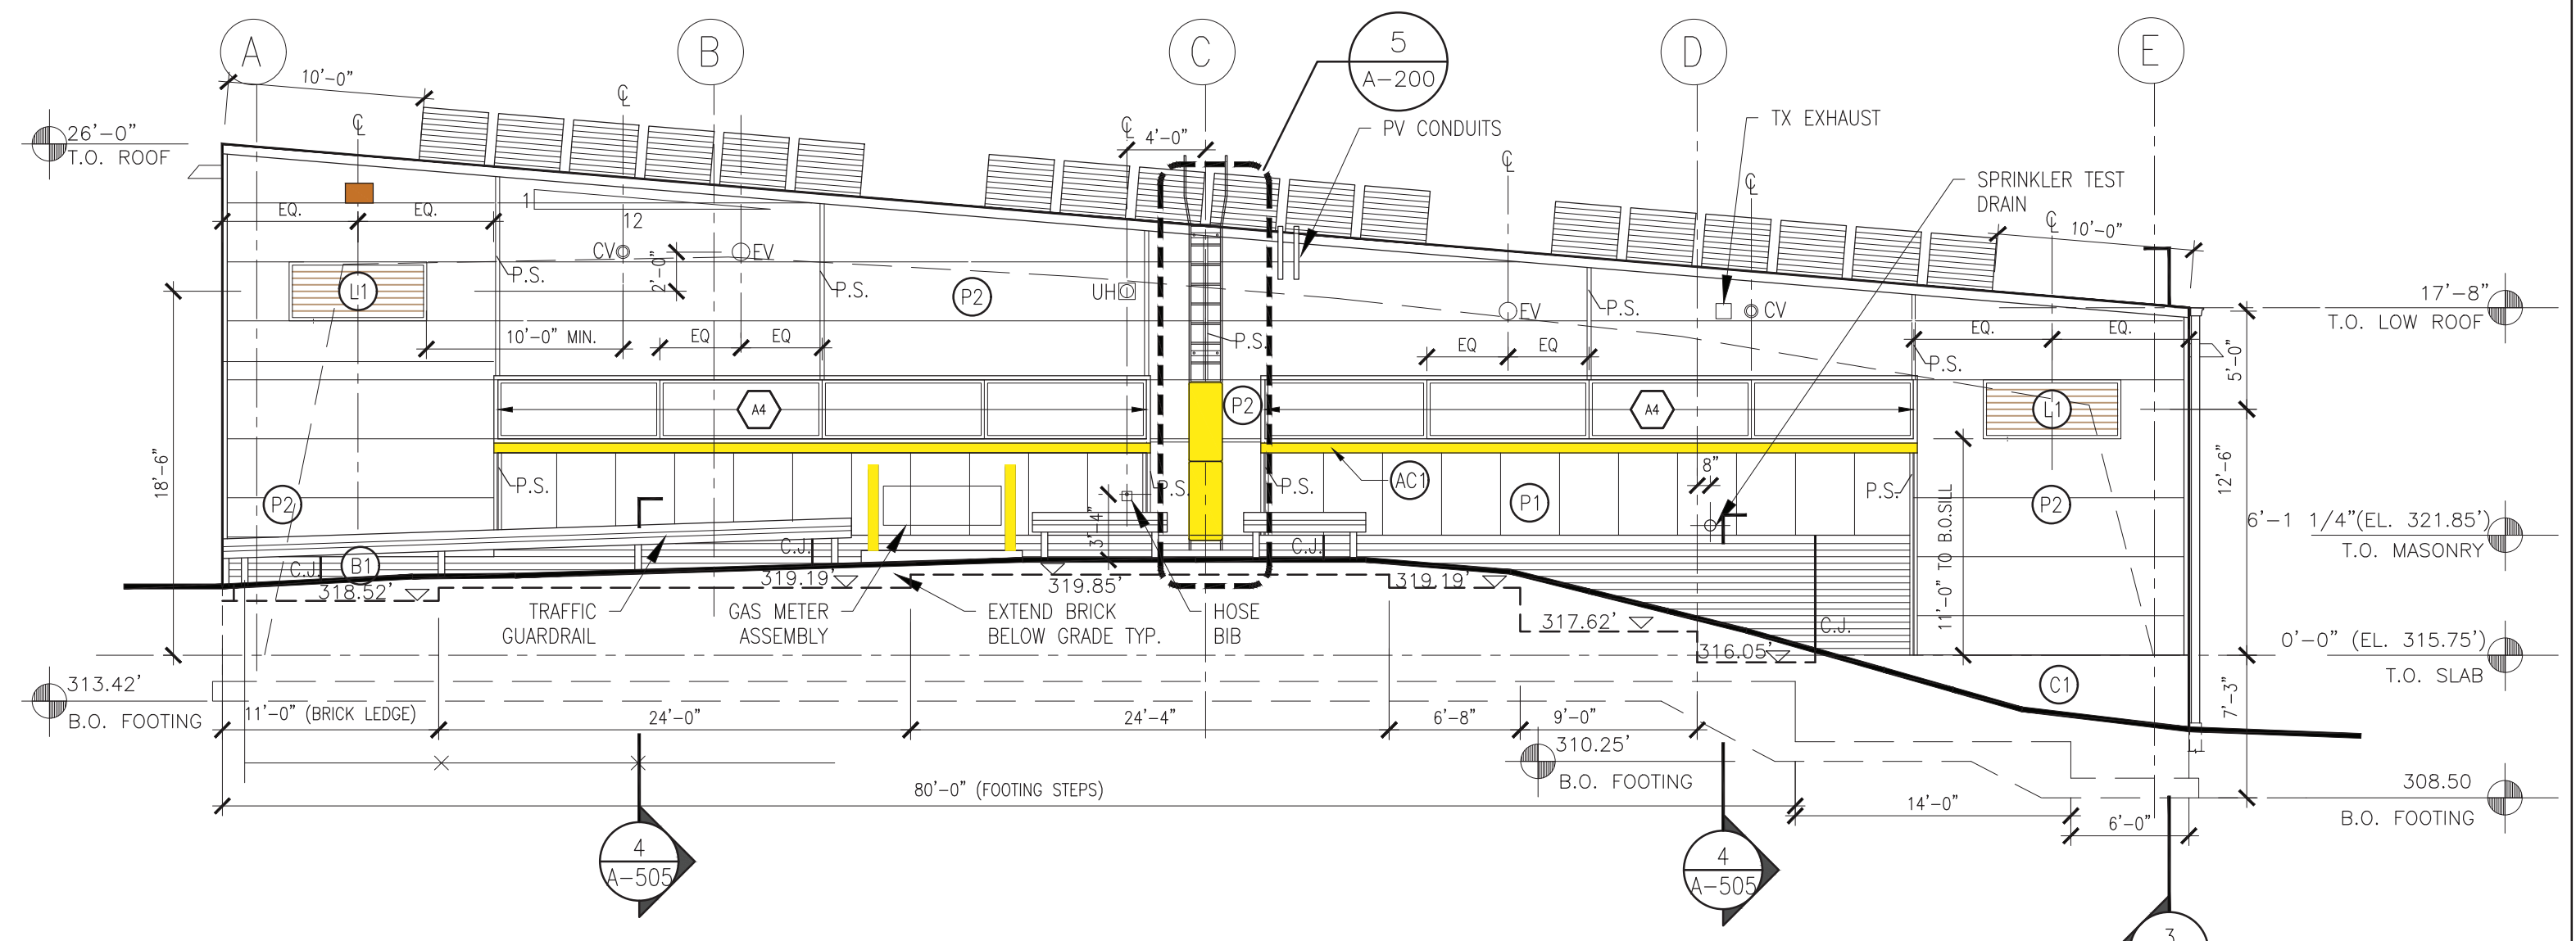 A
B
C
D
E
5
A-200
10'-0"
26'-0"
T.O. ROOF
℄
℄
℄
4'-0"
PV CONDUITS
TX EXHAUST
℄
℄
SPRINKLER TEST
DRAIN
℄
10'-0"
EQ.
EQ.
1
12
CV
EV
2'-0"
P.S.
P.S.
P2
UH
L1
EV
P.S.
CV
17'-8"
T.O. LOW ROOF
10'-0" MIN.
EQ
EQ
P.S.
EQ
EQ
EQ.
EQ.
P.S.
5'-0"
A4
P2
A4
L1
18'-6"
P.S.
P.S.
P.S.
AC1
P1
8"
P.S.
P2
P2
12'-6"
11'-0" TO B.O.SILL
3'-4"
6'-1 1/4"(EL. 321.85')
T.O. MASONRY
C.J.
B1
C.J.
C.J.
318.52'
319.19'
319.85'
319.19'
317.62'
316.05'
C.J.
TRAFFIC
GUARDRAIL
GAS METER
ASSEMBLY
EXTEND BRICK
BELOW GRADE TYP.
HOSE
BIB
0'-0" (EL. 315.75')
T.O. SLAB
C1
7'-3"
313.42'
B.O. FOOTING
11'-0" (BRICK LEDGE)
24'-0"
24'-4"
6'-8"
9'-0"
310.25'
B.O. FOOTING
80'-0" (FOOTING STEPS)
14'-0"
6'-0"
308.50
B.O. FOOTING
4
A-505
4
A-505
3